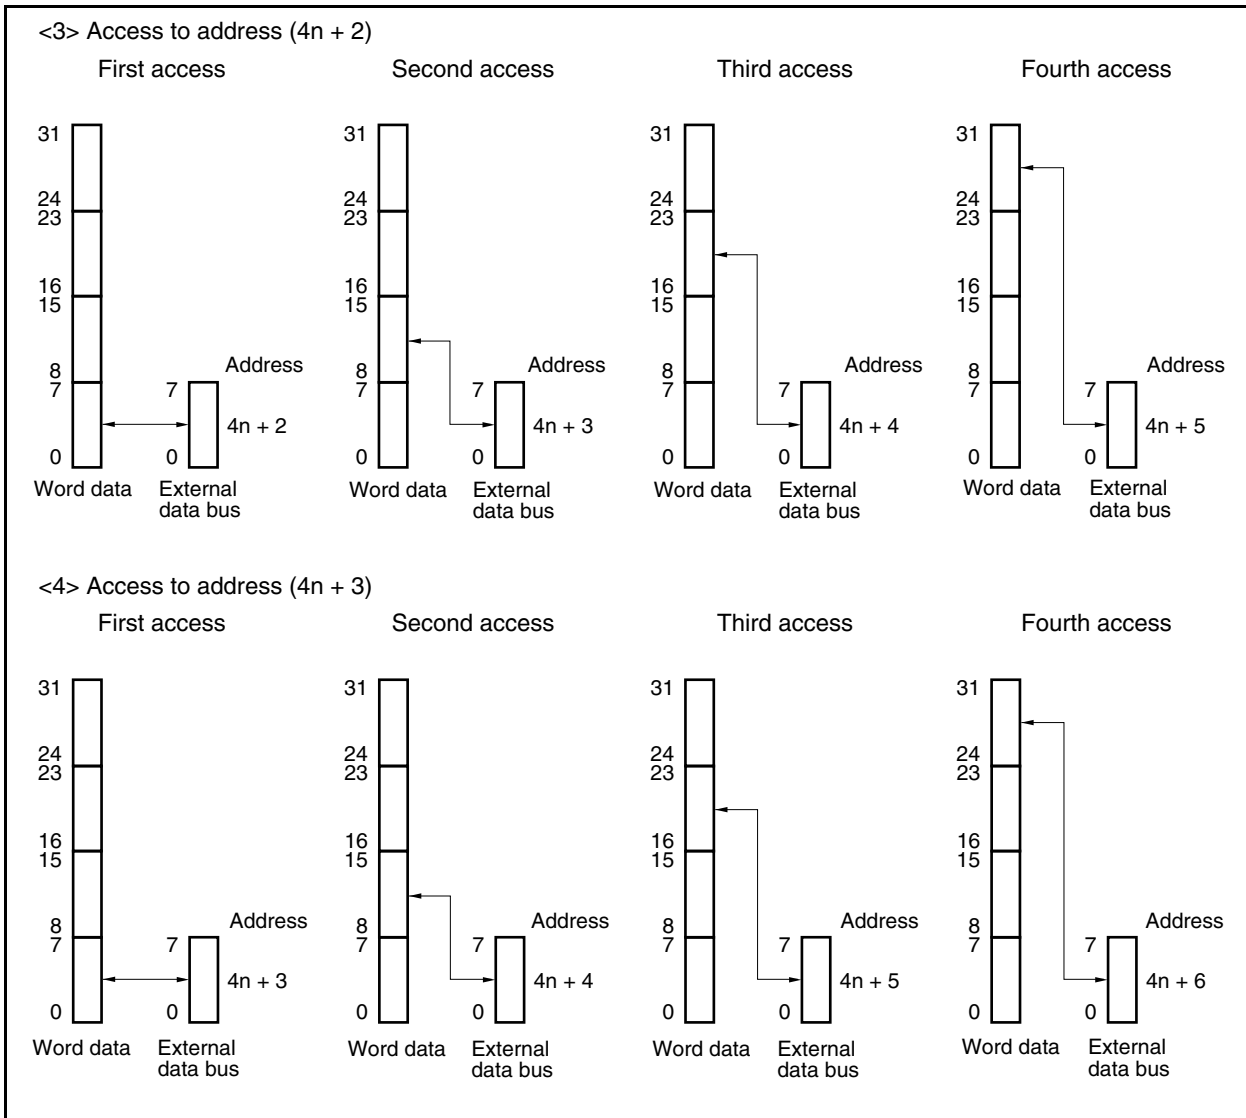 <3> Access to address (4n + 2)
First access Second access Third access Fourth access
31 31 31 31
24 24 24 24
23 23 23 23
16 16 16 16
15 15 15 15
8 Address 8 Address 8 Address 8 Address
7 7 7 7 7 7 7 7
4n + 2 4n + 3 4n + 4 4n + 5
0 0 0 0 0 0 0 0
Word data External Word data External Word data External Word data External
data bus data bus data bus data bus
<4> Access to address (4n + 3)
First access Second access Third access Fourth access
31 31 31 31
24 24 24 24
23 23 23 23
16 16 16 16
15 15 15 15
8 Address 8 Address 8 Address 8 Address
7 7 7 7 7 7 7 7
4n + 3 4n + 4 4n + 5 4n + 6
0 0 0 0 0 0 0 0
Word data External Word data External Word data External Word data External
data bus data bus data bus data bus